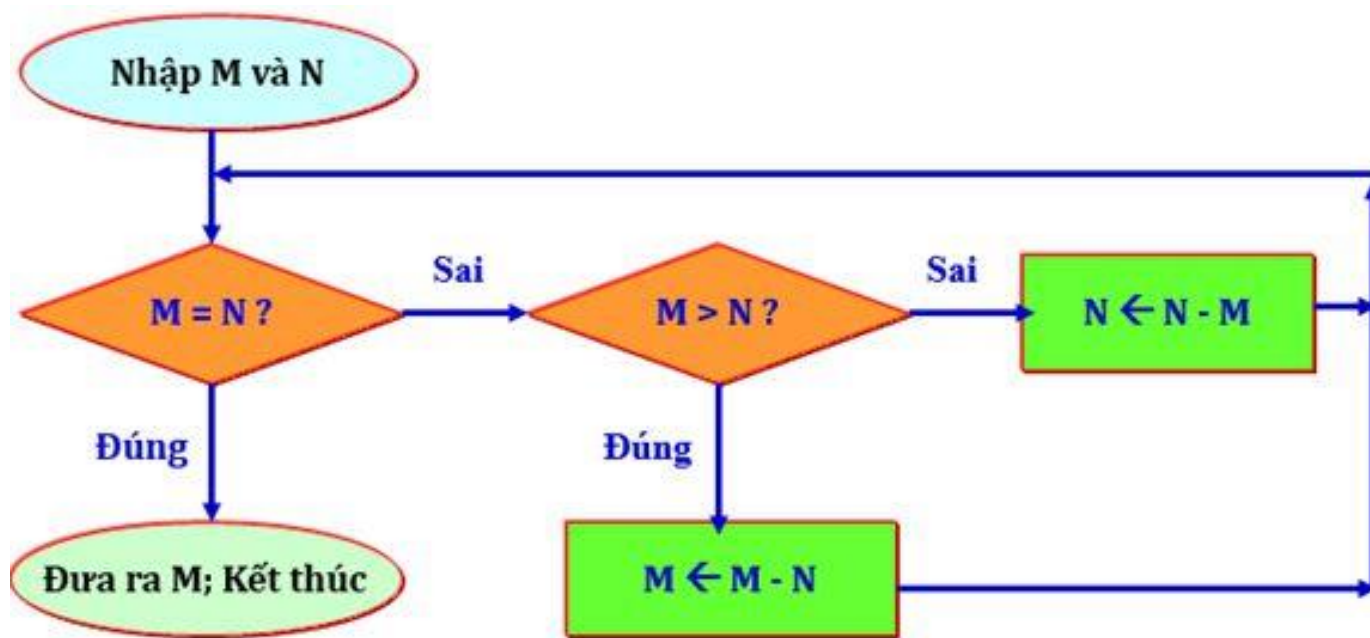 Nhập M và N
M = N ?
Sai
M > N ?
Sai
N ← N - M
Đúng
Đúng
Đưa ra M; Kết thúc
M ← M - N